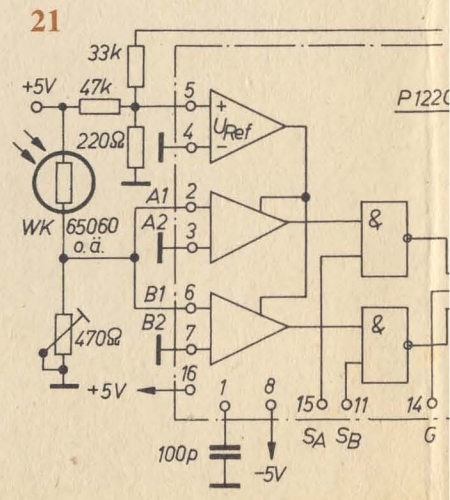 21
33k
+5V
47k
5
+
P122
220Ω
4
U Ref
−
A1
2
&
WK 65060
o.ä.
A2
3
B1
6
470Ω
B2
7
&
+5V
16
1
8
15
11
14
SA
SB
G
100p
-5V